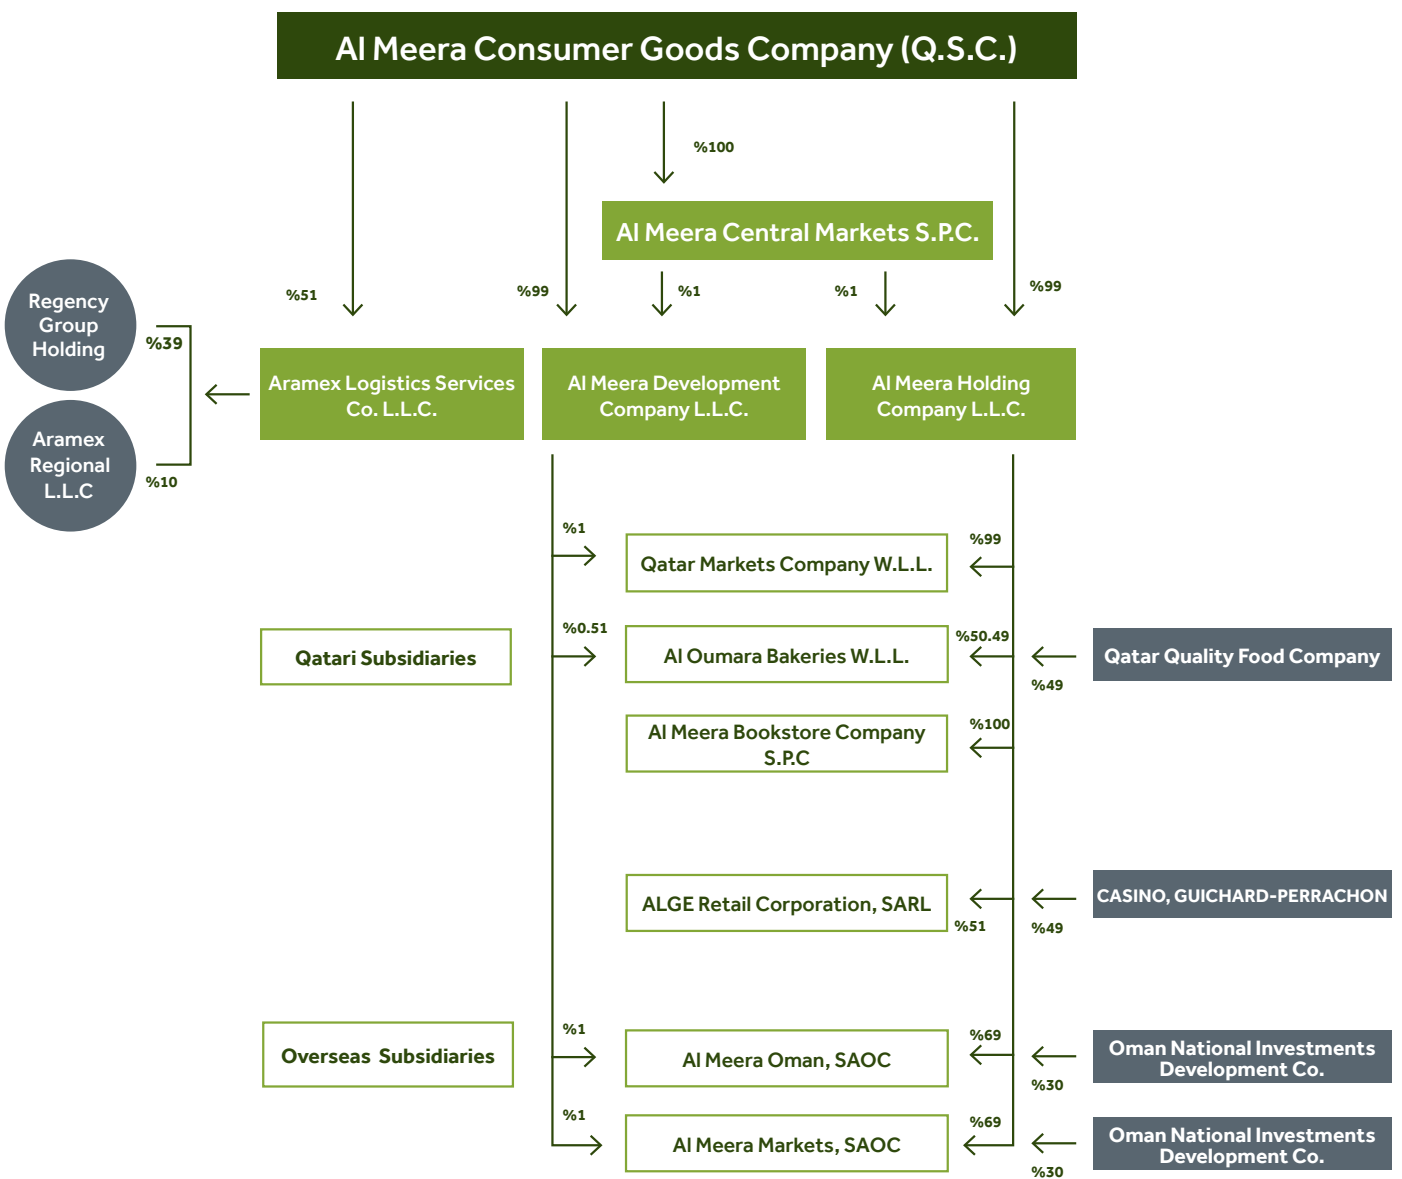 Al Meera Consumer Goods Company (Q.S.C.)
%100
Al Meera Central Markets S.P.C.
%51
%99
%1
%1
%99
Regency
Group
Holding
%39
Aramex
Regional
L.L.C
%10
Aramex Logistics Services
Co. L.L.C.
Al Meera Development
Company L.L.C.
Al Meera Holding
Company L.L.C.
%1
Qatar Markets Company W.L.L.
%99
Qatari Subsidiaries
%0.51
Al Oumara Bakeries W.L.L.
%50.49
%49
Qatar Quality Food Company
Al Meera Bookstore Company
S.P.C
%100
ALGE Retail Corporation, SARL
%51
%49
CASINO, GUICHARD-PERRACHON
Overseas Subsidiaries
%1
Al Meera Oman, SAOC
%69
%30
Oman National Investments
Development Co.
%1
Al Meera Markets, SAOC
%69
%30
Oman National Investments
Development Co.